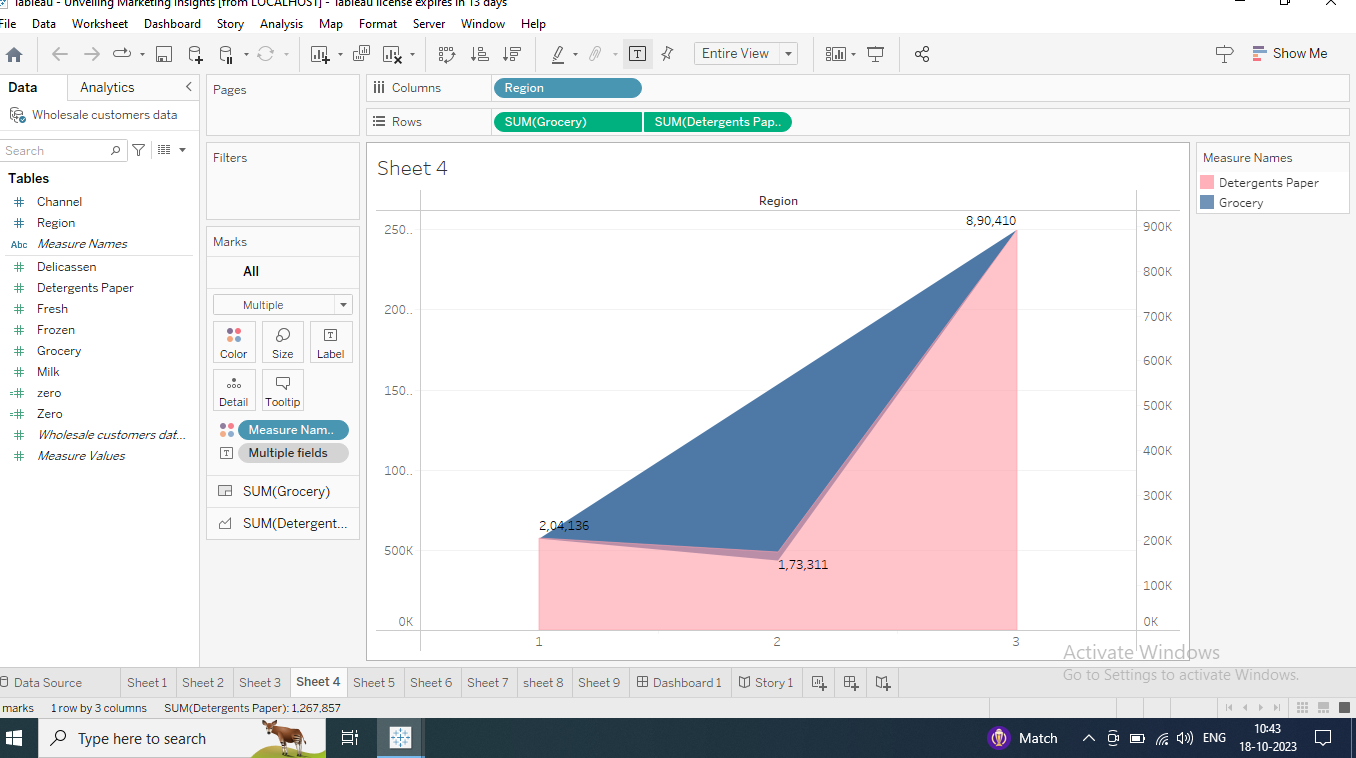 Tableau - Unveiling Marketing Insights [from LOCALHOST] - Tableau license expires in 13 days
File Data Worksheet Dashboard Story Analysis Map Format Server Window Help
Entire View
Show Me
Data Analytics
Wholesale customers data
Search
Tables
Channel
Region
Abc Measure Names
Delicassen
Detergents Paper
Fresh
Frozen
Grocery
Milk
zero
Zero
Wholesale customers dat...
Measure Values
Pages
Filters
Marks
All
Multiple
Color Size Label
Detail Tooltip
Measure Nam..
Multiple fields
SUM(Grocery)
SUM(Detergent...
Columns Region
Rows SUM(Grocery) SUM(Detergents Pap..
Sheet 4
Region
250..
200..
150..
100..
500K
0K
8,90,410
2,04,136
1,73,311
900K
800K
700K
600K
500K
400K
300K
200K
100K
0K
1 2 3
Measure Names
Detergents Paper
Grocery
Activate Windows
Go to Settings to activate Windows.
Data Source Sheet 1 Sheet 2 Sheet 3 Sheet 4 Sheet 5 Sheet 6 Sheet 7 sheet 8 Sheet 9 Dashboard 1 Story 1
marks 1 row by 3 columns SUM(Detergents Paper): 1,267,857
Type here to search
Match
ENG
10:43
18-10-2023